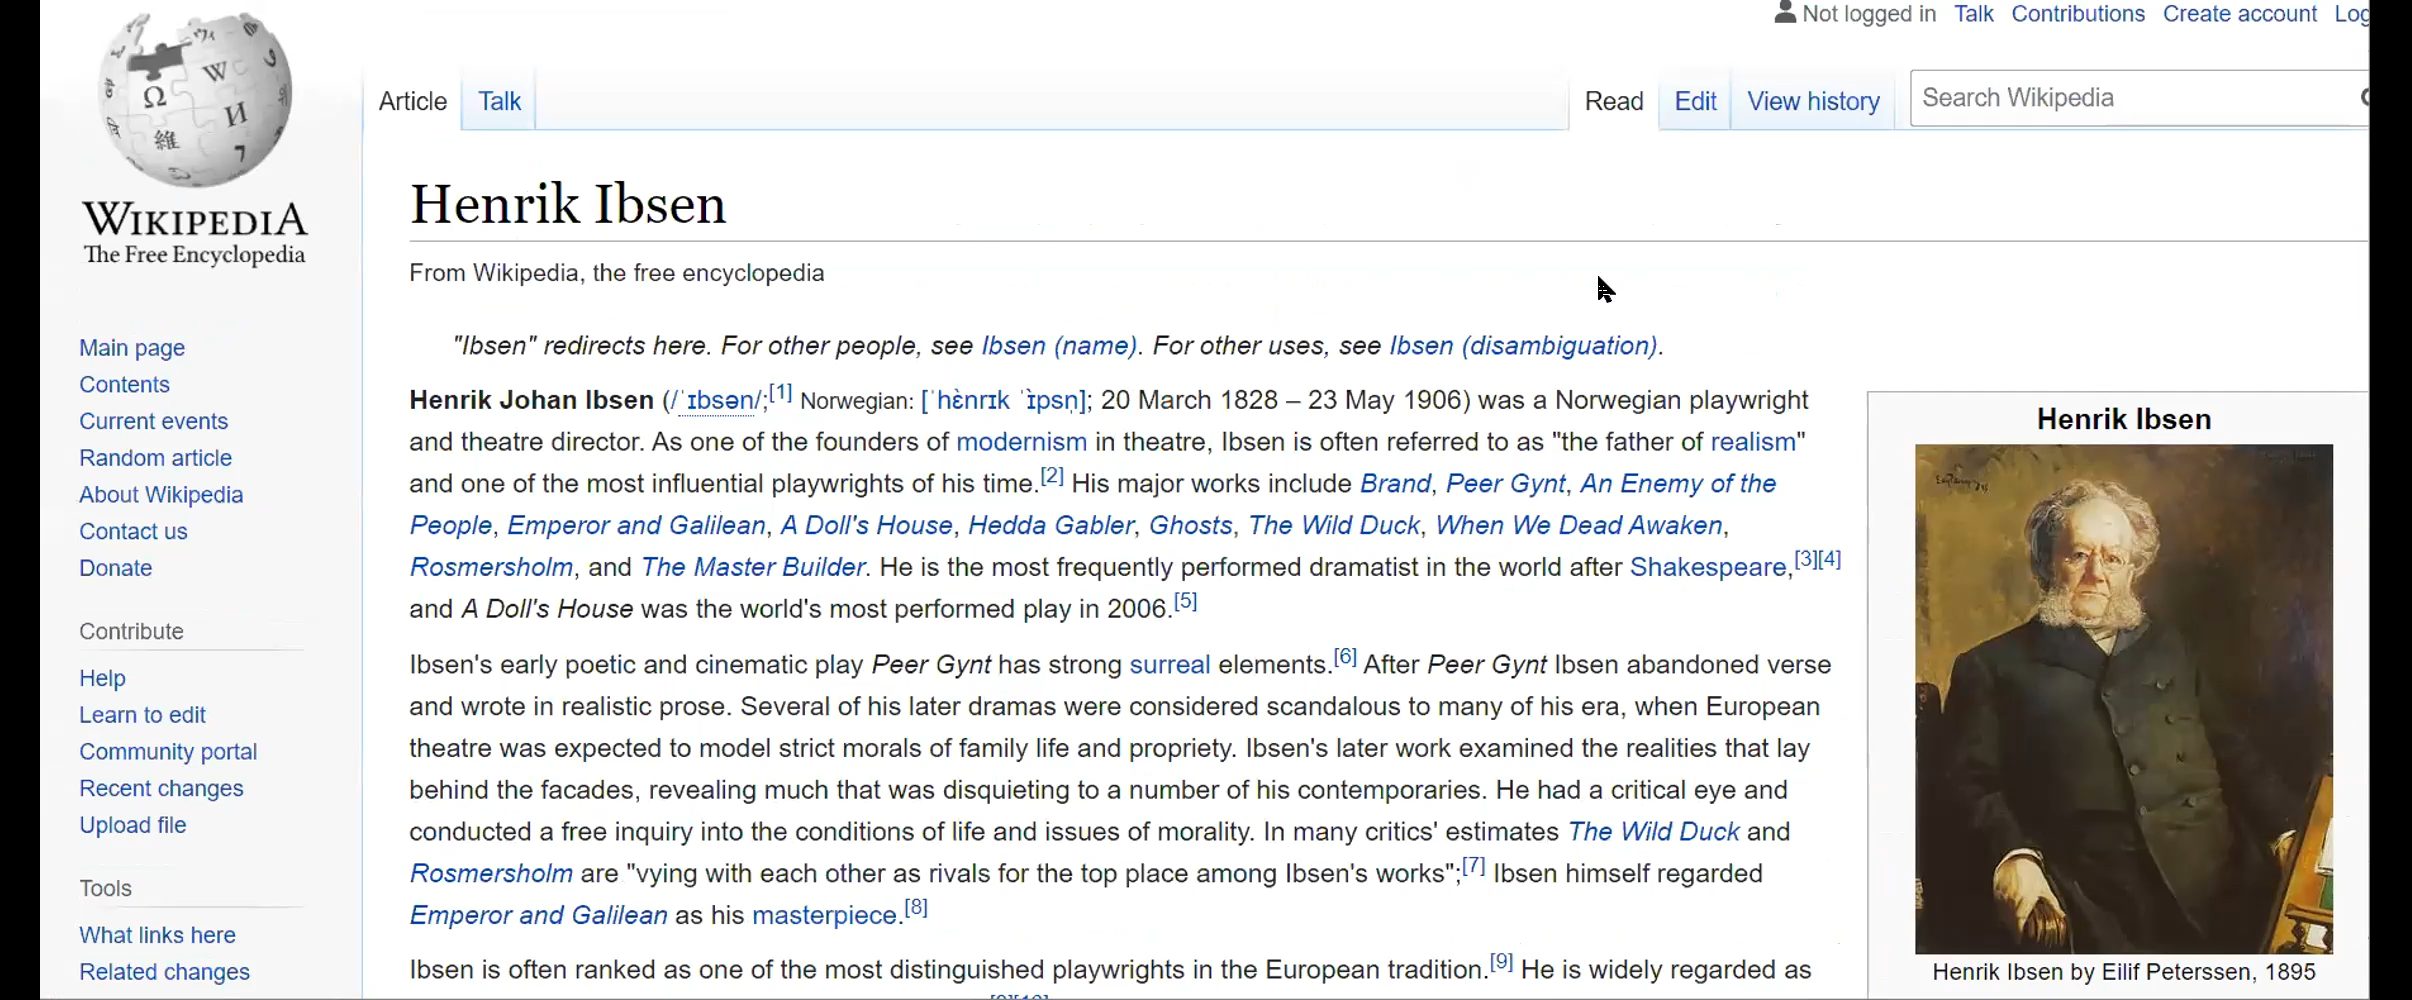 Not logged in Talk Contributions Create account Log
Article Talk Read Edit View history Search Wikipedia
WIKIPEDIA
The Free Encyclopedia
Main page
Contents
Current events
Random article
About Wikipedia
Contact us
Donate
Contribute
Help
Learn to edit
Community portal
Recent changes
Upload file
Tools
What links here
Related changes
Henrik Ibsen
From Wikipedia, the free encyclopedia
"Ibsen" redirects here. For other people, see Ibsen (name). For other uses, see Ibsen (disambiguation).
Henrik Johan Ibsen (/ˈɪbsən/;[1] Norwegian: [ˈhɛ̀nrɪk ˈɪ̀psn̩]; 20 March 1828 – 23 May 1906) was a Norwegian playwright
and theatre director. As one of the founders of modernism in theatre, Ibsen is often referred to as "the father of realism"
and one of the most influential playwrights of his time.[2] His major works include Brand, Peer Gynt, An Enemy of the
People, Emperor and Galilean, A Doll's House, Hedda Gabler, Ghosts, The Wild Duck, When We Dead Awaken,
Rosmersholm, and The Master Builder. He is the most frequently performed dramatist in the world after Shakespeare,[3][4]
and A Doll's House was the world's most performed play in 2006.[5]
Ibsen's early poetic and cinematic play Peer Gynt has strong surreal elements.[6] After Peer Gynt Ibsen abandoned verse
and wrote in realistic prose. Several of his later dramas were considered scandalous to many of his era, when European
theatre was expected to model strict morals of family life and propriety. Ibsen's later work examined the realities that lay
behind the facades, revealing much that was disquieting to a number of his contemporaries. He had a critical eye and
conducted a free inquiry into the conditions of life and issues of morality. In many critics' estimates The Wild Duck and
Rosmersholm are "vying with each other as rivals for the top place among Ibsen's works";[7] Ibsen himself regarded
Emperor and Galilean as his masterpiece.[8]
Ibsen is often ranked as one of the most distinguished playwrights in the European tradition.[9] He is widely regarded as
Henrik Ibsen
Henrik Ibsen by Eilif Peterssen, 1895